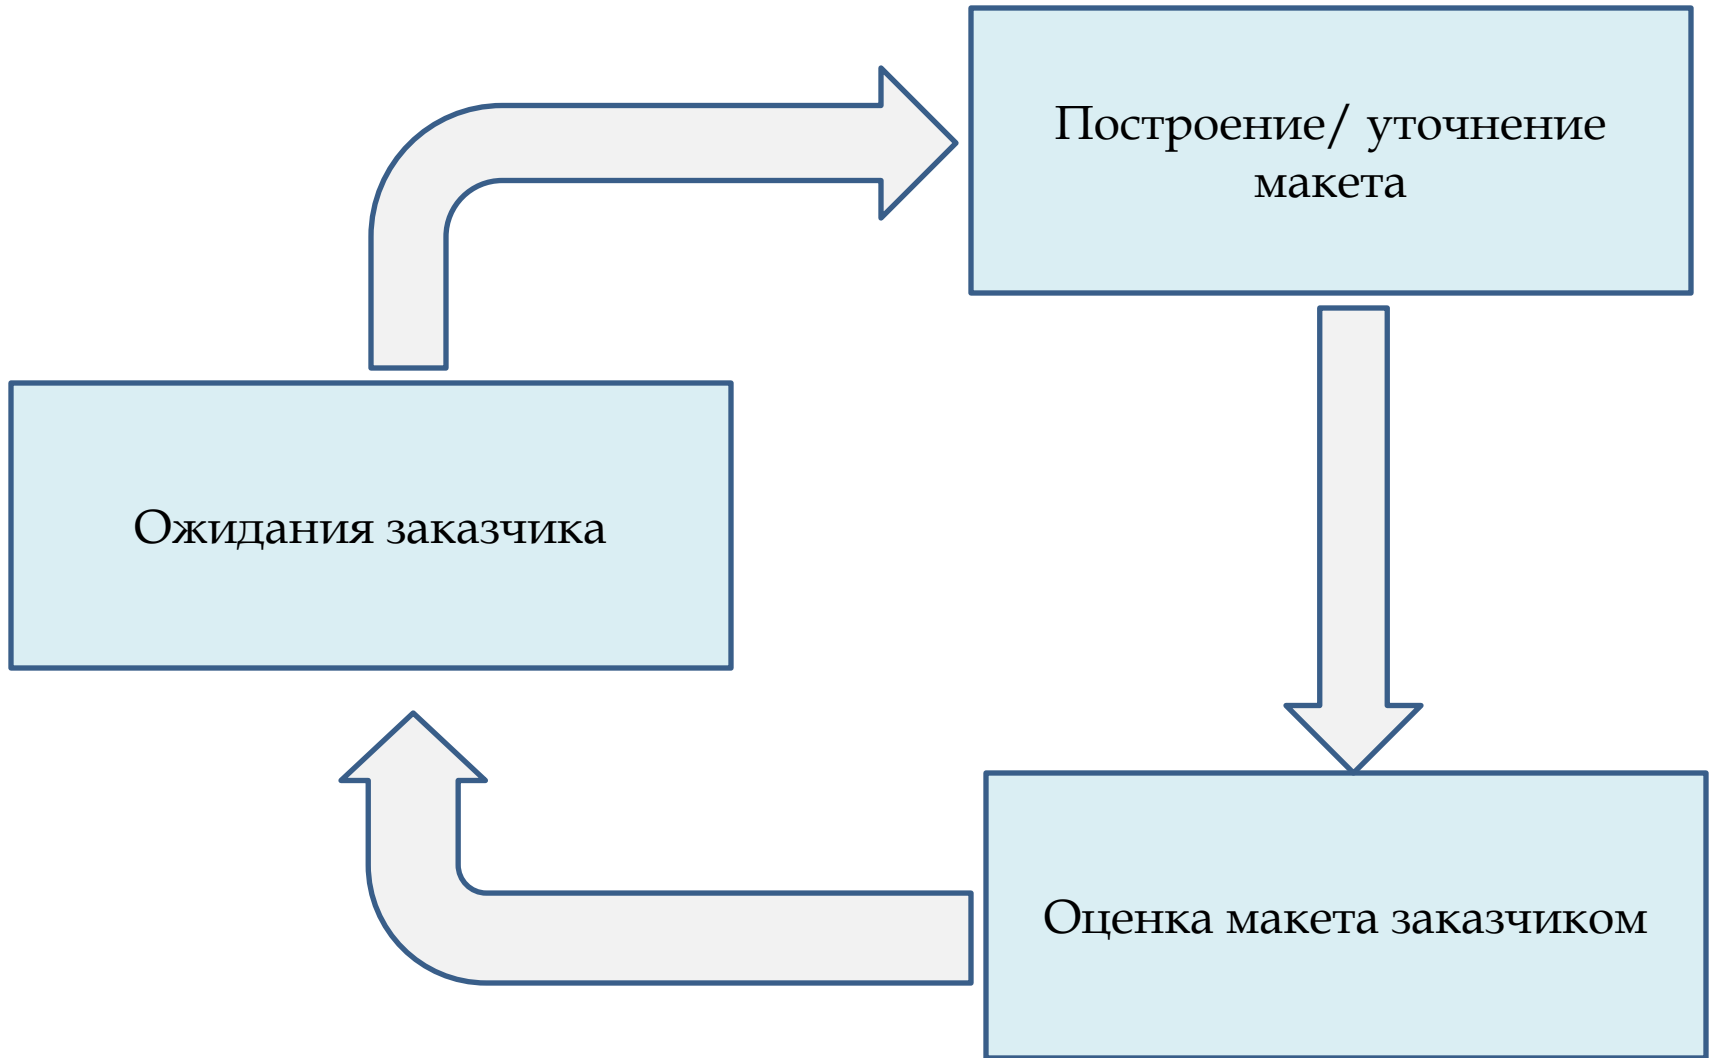 Построение/ уточнение
макета
Ожидания заказчика
Оценка макета заказчиком